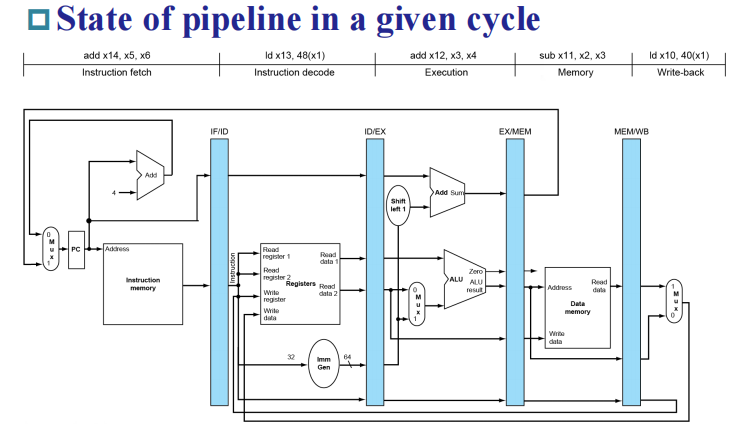 State of pipeline in a given cycle
add x14, x5, x6
ld x13, 48(x1)
add x12, x3, x4
sub x11, x2, x3
ld x10, 40(x1)
Instruction fetch
Instruction decode
Execution
Memory
Write-back
IF/ID
ID/EX
EX/MEM
MEM/WB
Add
4
0
M
u
x
1
PC
Address
Instruction
memory
Instruction
Read
register 1
Read
register 2
Write
register
Write
data
Registers
Read
data 1
Read
data 2
32
Imm
Gen
64
Shift
left 1
Add Sum
0
M
u
x
1
ALU
Zero
ALU
result
Address
Read
data
Data
memory
Write
data
1
M
u
x
0